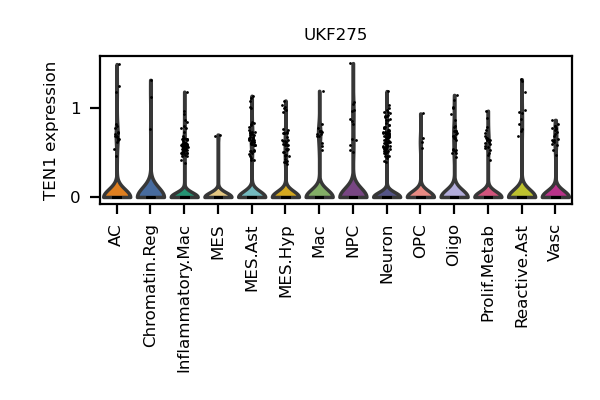 UKF275
TEN1 expression
1
0
AC
Chromatin.Reg
Inflammatory.Mac
MES
MES.Ast
MES.Hyp
Mac
NPC
Neuron
OPC
Oligo
Prolif.Metab
Reactive.Ast
Vasc